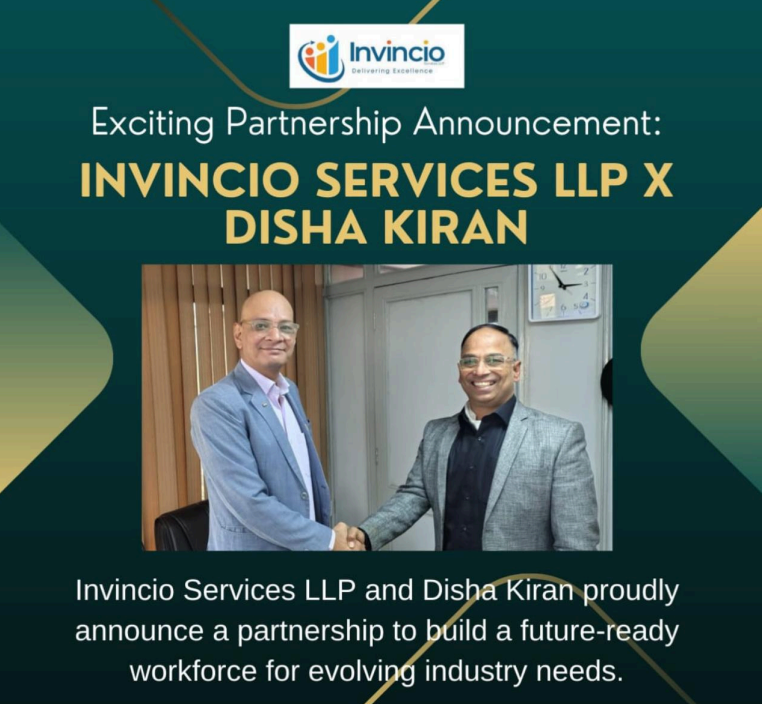 Invincio
Delivering Excellence
Exciting Partnership Announcement:
INVINCIO SERVICES LLP X
DISHA KIRAN
Invincio Services LLP and Disha Kiran proudly
announce a partnership to build a future-ready
workforce for evolving industry needs.